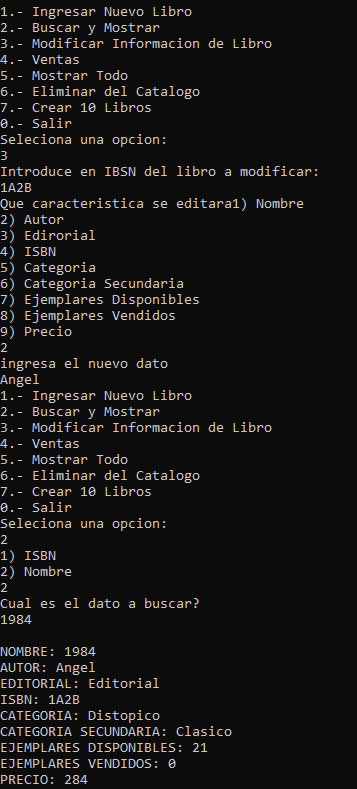 1.- Ingresar Nuevo Libro
2.- Buscar y Mostrar
3.- Modificar Informacion de Libro
4.- Ventas
5.- Mostrar Todo
6.- Eliminar del Catalogo
7.- Crear 10 Libros
0.- Salir
Selecciona una opcion:
3
Introduce en IBSN del libro a modificar:
1A2B
Que caracteristica se editara1) Nombre
2) Autor
3) Edirorial
4) ISBN
5) Categoria
6) Categoria Secundaria
7) Ejemplares Disponibles
8) Ejemplares Vendidos
9) Precio
2
ingresa el nuevo dato
Angel
1.- Ingresar Nuevo Libro
2.- Buscar y Mostrar
3.- Modificar Informacion de Libro
4.- Ventas
5.- Mostrar Todo
6.- Eliminar del Catalogo
7.- Crear 10 Libros
0.- Salir
Selecciona una opcion:
2
1) ISBN
2) Nombre
2
Cual es el dato a buscar?
1984
NOMBRE: 1984
AUTOR: Angel
EDITORIAL: Editorial
ISBN: 1A2B
CATEGORIA: Distopico
CATEGORIA SECUNDARIA: Clasico
EJEMPLARES DISPONIBLES: 21
EJEMPLARES VENDIDOS: 0
PRECIO: 284